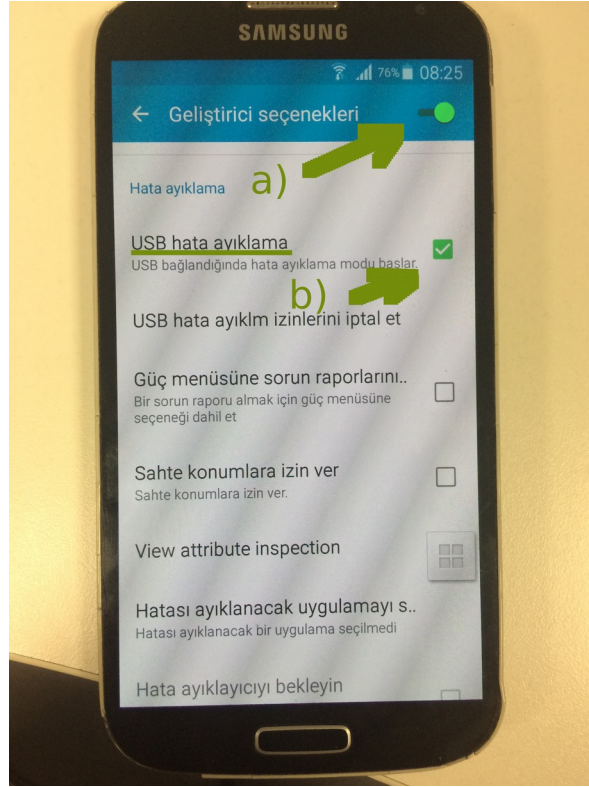 SAMSUNG
76% 08:25
Geliştirici seçenekleri
a)
Hata ayıklama
USB hata ayıklama
USB bağlandığında hata ayıklama modu başlar.
b)
USB hata ayıklm izinlerini iptal et
Güç menüsüne sorun raporlarını..
Bir sorun raporu almak için güç menüsüne
seçeneği dahil et
Sahte konumlara izin ver
Sahte konumlara izin ver.
View attribute inspection
Hatası ayıklanacak uygulamayı s..
Hatası ayıklanacak bir uygulama seçilmedi
Hata ayıklayıcıyı bekleyin